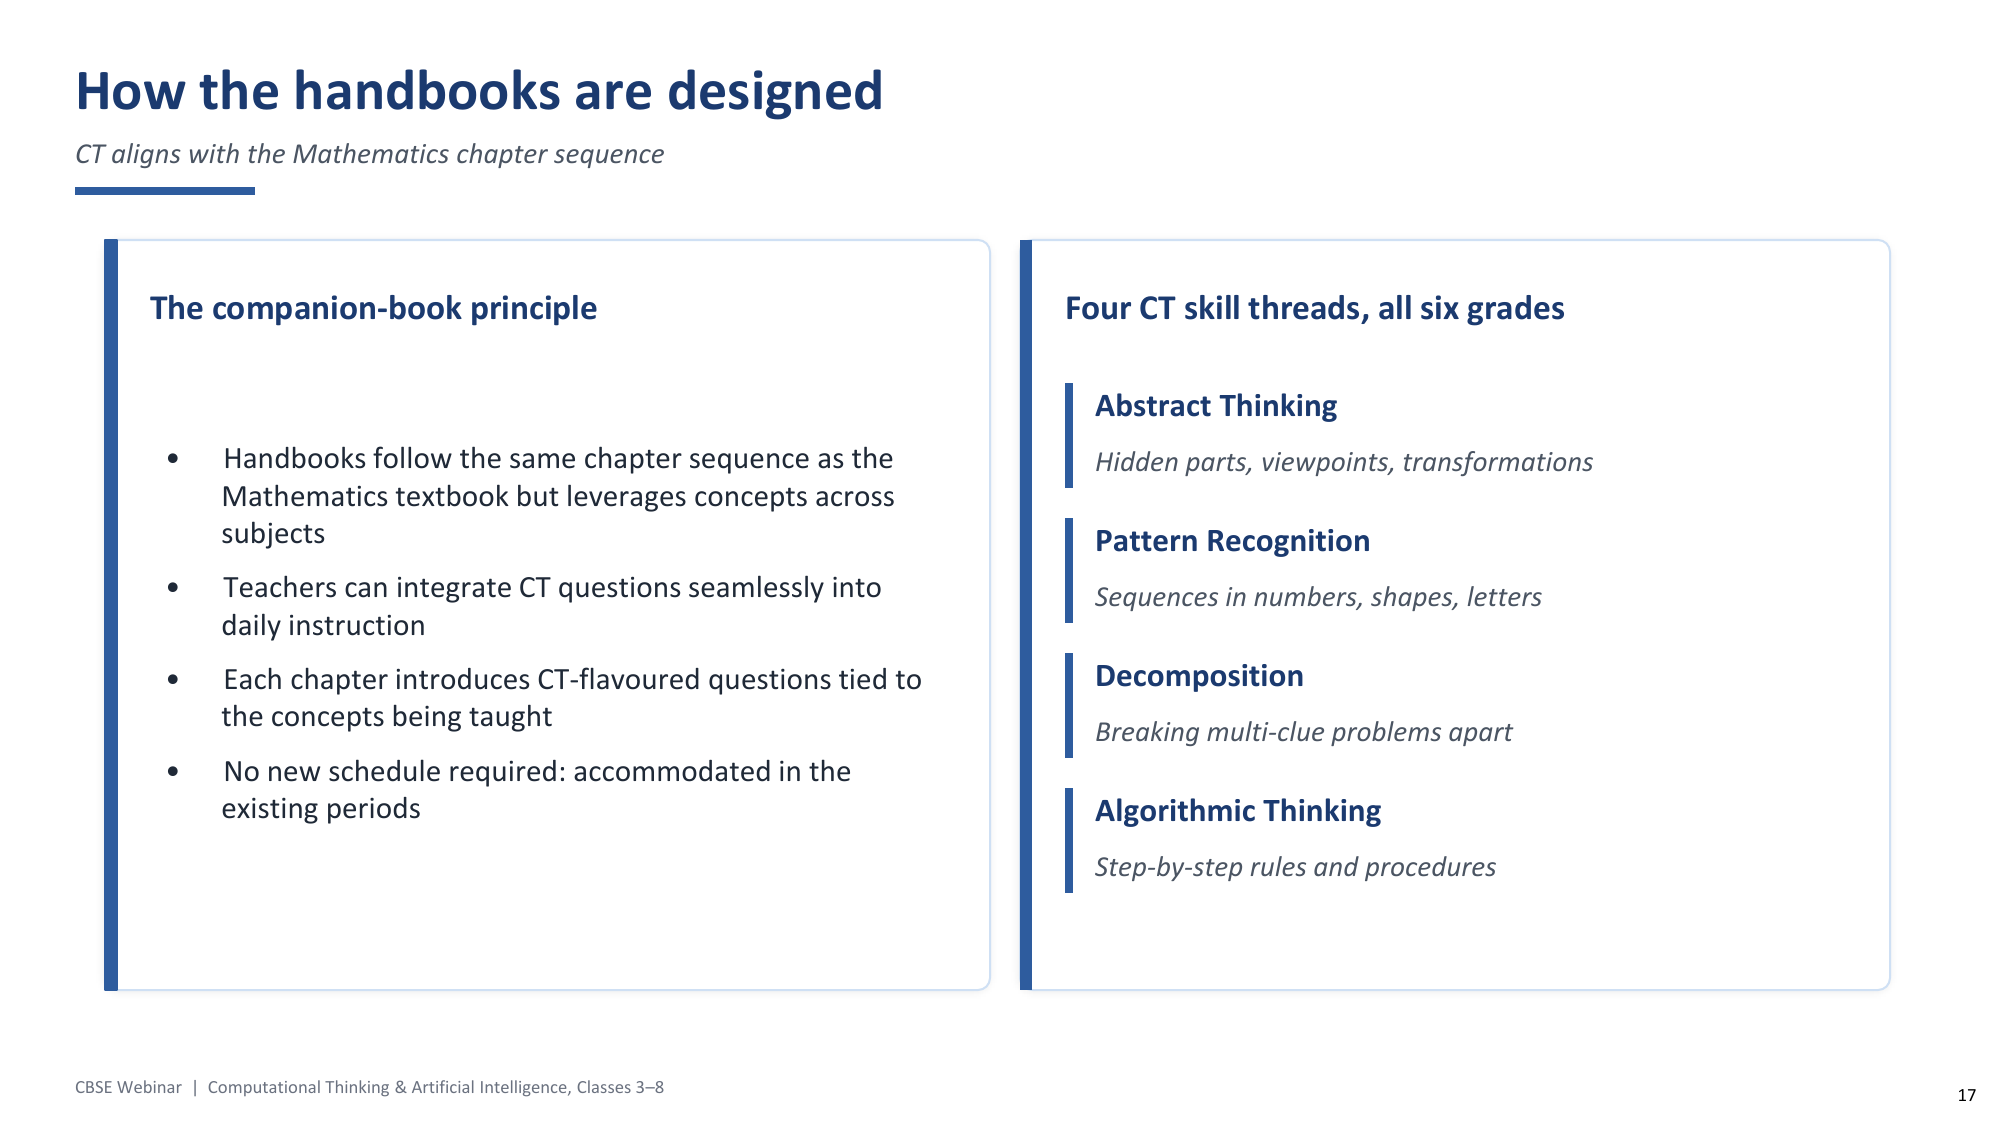 How the handbooks are designed
CT aligns with the Mathematics chapter sequence
The companion-book principle
• Handbooks follow the same chapter sequence as the
Mathematics textbook but leverages concepts across
subjects
• Teachers can integrate CT questions seamlessly into
daily instruction
• Each chapter introduces CT-flavoured questions tied to
the concepts being taught
• No new schedule required: accommodated in the
existing periods
Four CT skill threads, all six grades
Abstract Thinking
Hidden parts, viewpoints, transformations
Pattern Recognition
Sequences in numbers, shapes, letters
Decomposition
Breaking multi-clue problems apart
Algorithmic Thinking
Step-by-step rules and procedures
CBSE Webinar | Computational Thinking & Artificial Intelligence, Classes 3–8
17